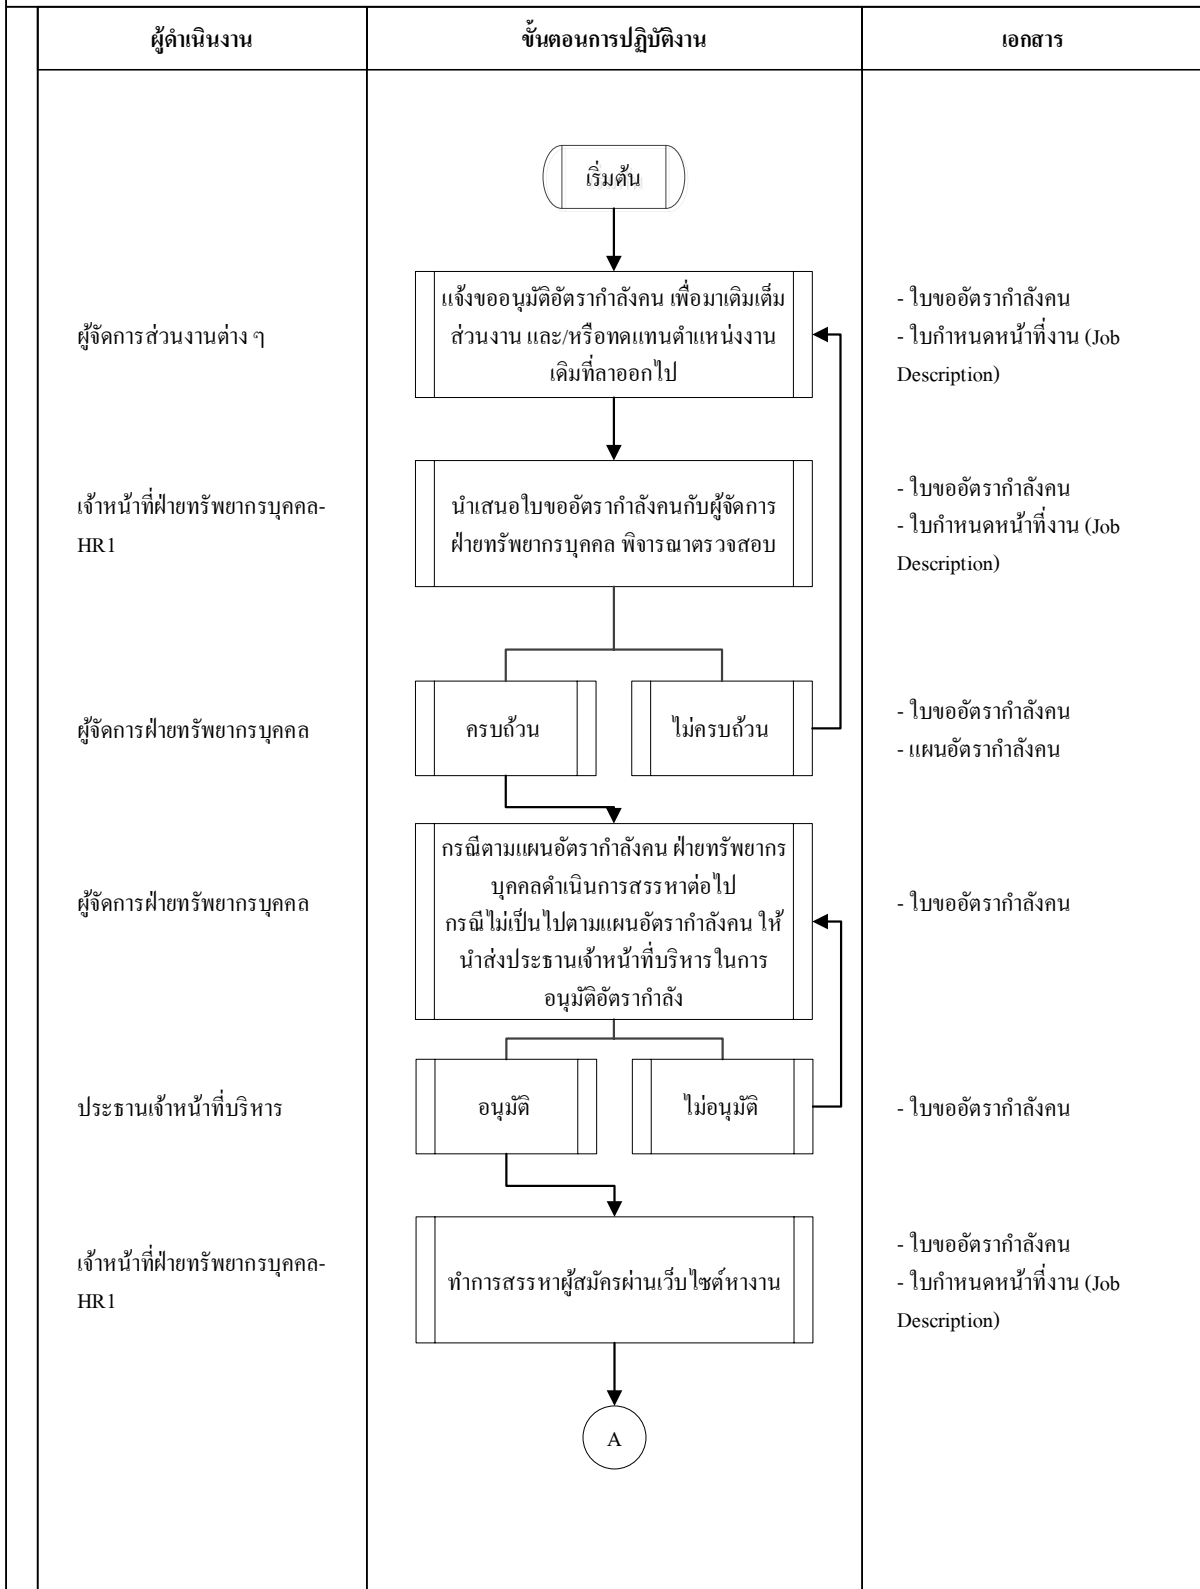 ผู้ดำเนินงาน
ขั้นตอนการปฏิบัติงาน
เอกสาร
เริ่มต้น
ผู้จัดการส่วนงานต่าง ๆ
แจ้งขออนุมัติอัตรากำลังคน เพื่อมาเติมเต็ม
ส่วนงาน และ/หรือทดแทนตำแหน่งงาน
เดิมที่ลาออกไป
- ใบขออัตรากำลังคน
- ใบกำหนดหน้าที่งาน (Job
Description)
เจ้าหน้าที่ฝ่ายทรัพยากรบุคคล-
HR1
นำเสนอใบขออัตรากำลังคนกับผู้จัดการ
ฝ่ายทรัพยากรบุคคล พิจารณาตรวจสอบ
- ใบขออัตรากำลังคน
- ใบกำหนดหน้าที่งาน (Job
Description)
ผู้จัดการฝ่ายทรัพยากรบุคคล
ครบถ้วน
ไม่ครบถ้วน
- ใบขออัตรากำลังคน
- แผนอัตรากำลังคน
ผู้จัดการฝ่ายทรัพยากรบุคคล
กรณีตามแผนอัตรากำลังคน ฝ่ายทรัพยากร
บุคคลดำเนินการสรรหาต่อไป
กรณีไม่เป็นไปตามแผนอัตรากำลังคน ให้
นำส่งประธานเจ้าหน้าที่บริหารในการ
อนุมัติอัตรากำลัง
- ใบขออัตรากำลังคน
ประธานเจ้าหน้าที่บริหาร
อนุมัติ
ไม่อนุมัติ
- ใบขออัตรากำลังคน
เจ้าหน้าที่ฝ่ายทรัพยากรบุคคล-
HR1
ทำการสรรหาผู้สมัครผ่านเว็บไซต์หางาน
- ใบขออัตรากำลังคน
- ใบกำหนดหน้าที่งาน (Job
Description)
A